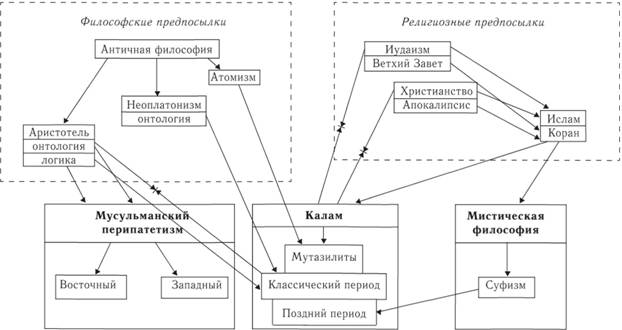 Философские предпосылки
Античная философия
Атомизм
Неоплатонизм
онтология
Аристотель
онтология
логика
Религиозные предпосылки
Иудаизм
Ветхий Завет
Христианство
Апокалипсис
Ислам
Коран
Мусульманский
перипатетизм
Восточный
Западный
Калам
Мутазилиты
Классический период
Поздний период
Мистическая
философия
Суфизм